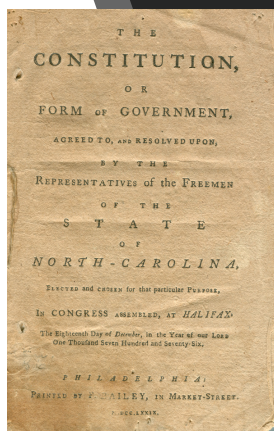 THE
CONSTITUTION,
OR
FORM OF GOVERNMENT,
AGREED TO, AND RESOLVED UPON,
BY THE
REPRESENTATIVES of the FREEMEN
OF THE
STATE
OF
NORTH-CAROLINA,
ELECTED and CHOSEN for that particular PURPOSE,
IN CONGRESS ASSEMBLED, AT HALIFAX.
The Eighteenth Day of December, in the Year of our LORD
One Thousand Seven Hundred and Seventy-Six.
PHILADELPHIA:
PRINTED BY F. BAILEY, IN MARKET-STREET.
M.DCC.LXXIX.